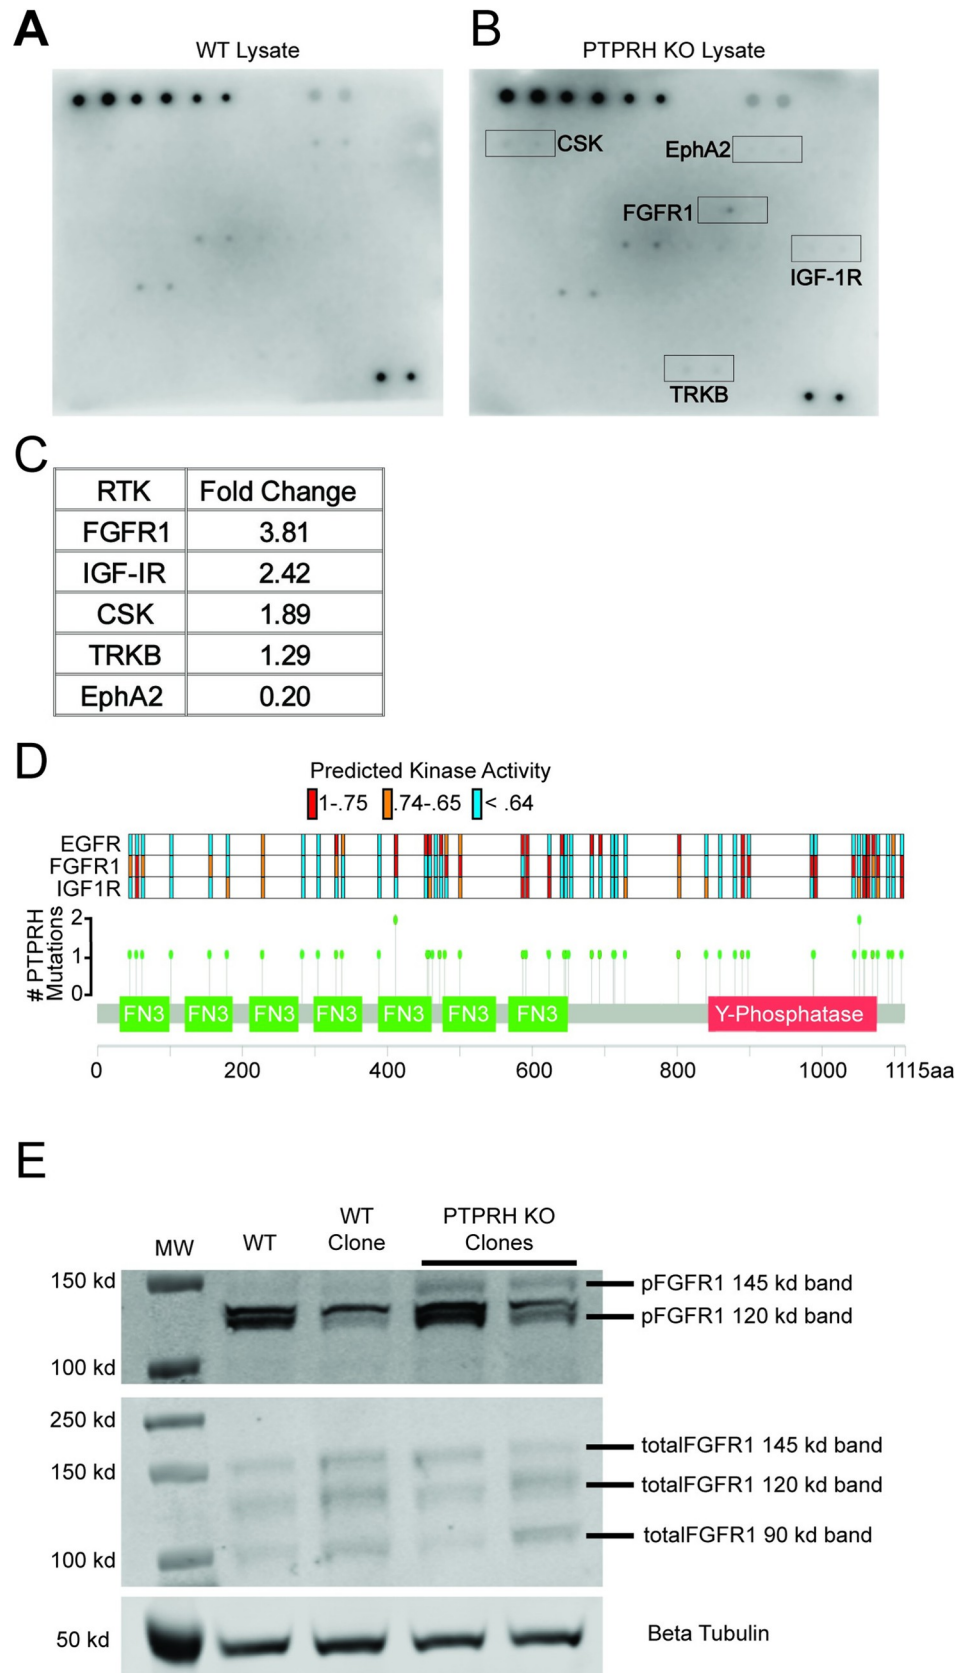 A
WT Lysate
B
PTPRH KO Lysate
CSK
EphA2
FGFR1
IGF-1R
TRKB
C
RTK Fold Change
FGFR1 3.81
IGF-IR 2.42
CSK 1.89
TRKB 1.29
EphA2 0.20
D
Predicted Kinase Activity
1-.75 .74-.65 < .64
EGFR
FGFR1
IGF1R
# PTPRH
Mutations
2
1
0
FN3 FN3 FN3 FN3 FN3 FN3 FN3 Y-Phosphatase
0 200 400 600 800 1000 1115aa
E
MW WT WT Clone PTPRH KO Clones
150 kd
100 kd
pFGFR1 145 kd band
pFGFR1 120 kd band
250 kd
150 kd
100 kd
totalFGFR1 145 kd band
totalFGFR1 120 kd band
totalFGFR1 90 kd band
50 kd
Beta Tubulin